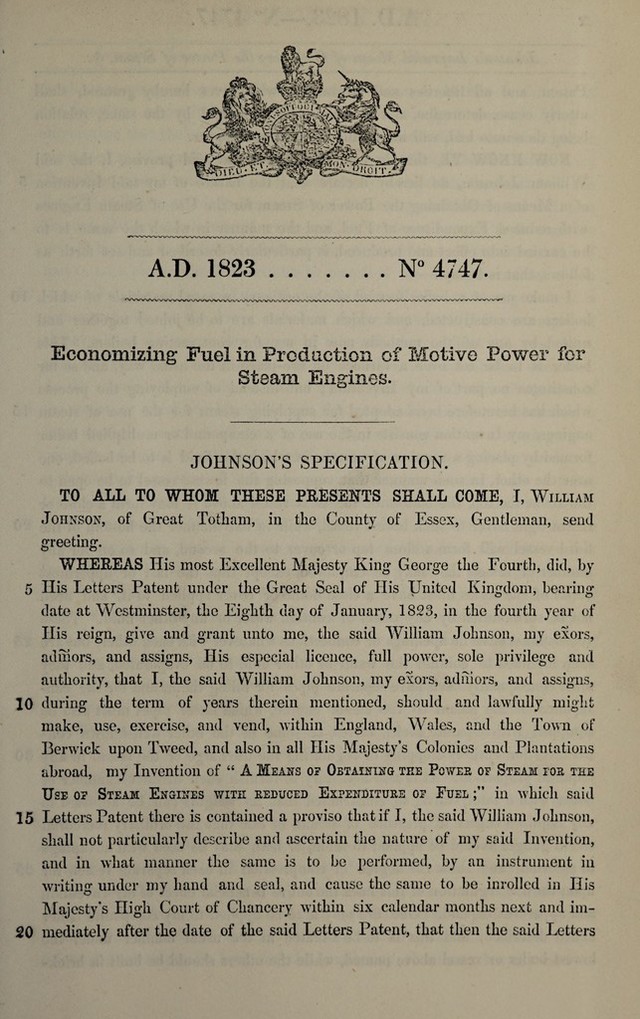 HONI SOIT QUI MAL
DIEU ET MON DROIT
A.D. 1823 . . . . . . . . Nº 4747.
Economizing Fuel in Production of Motive Power for
Steam Engines.
JOHNSON'S SPECIFICATION.
TO ALL TO WHOM THESE PRESENTS SHALL COME, I, WILLIAM
JOHNSON, of Great Totham, in the County of Essex, Gentleman, send
greeting.
WHEREAS His most Excellent Majesty King George the Fourth, did, by
5 His Letters Patent under the Great Seal of His United Kingdom, bearing
date at Westminster, the Eighth day of January, 1823, in the fourth year of
His reign, give and grant unto me, the said William Johnson, my exors,
admors, and assigns, His especial licence, full power, sole privilege and
authority, that I, the said William Johnson, my exors, admors, and assigns,
10 during the term of years therein mentioned, should and lawfully might
make, use, exercise, and vend, within England, Wales, and the Town of
Berwick upon Tweed, and also in all His Majesty's Colonies and Plantations
abroad, my Invention of " A MEANS OF OBTAINING THE POWER OF STEAM FOR THE
USE OF STEAM ENGINES WITH REDUCED EXPENDITURE OF FUEL;" in which said
15 Letters Patent there is contained a proviso that if I, the said William Johnson,
shall not particularly describe and ascertain the nature of my said Invention,
and in what manner the same is to be performed, by an instrument in
writing under my hand and seal, and cause the same to be inrolled in His
Majesty's High Court of Chancery within six calendar months next and im-
20 mediately after the date of the said Letters Patent, that then the said Letters